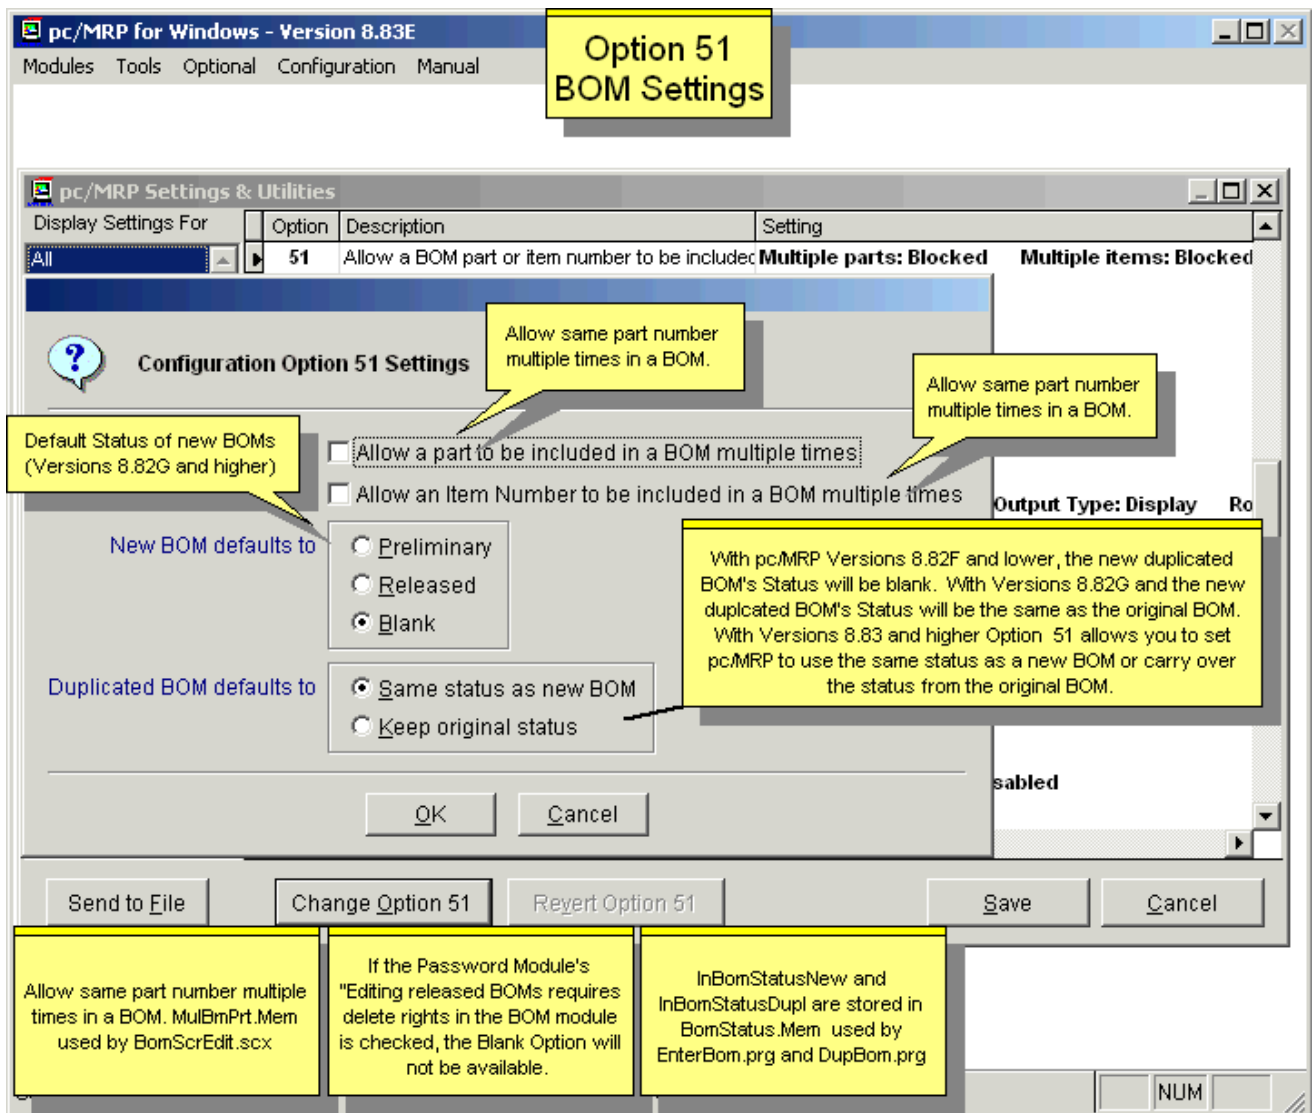 pc/MRP for Windows - Version 8.83E
Option 51
BOM Settings
Modules Tools Optional Configuration Manual
pc/MRP Settings & Utilities
Display Settings For
Option Description Setting
All
51 Allow a BOM part or item number to be included Multiple parts: Blocked Multiple items: Blocked
Configuration Option 51 Settings
Allow same part number
multiple times in a BOM.
Allow same part number
multiple times in a BOM.
Default Status of new BOMs
(Versions 8.82G and higher)
Allow a part to be included in a BOM multiple times
Allow an Item Number to be included in a BOM multiple times
Output Type: Display Ro
New BOM defaults to
Preliminary
Released
Blank
With pc/MRP Versions 8.82F and lower, the new duplicated
BOM's Status will be blank. With Versions 8.82G and the new
duplcated BOM's Status will be the same as the original BOM.
With Versions 8.83 and higher Option 51 allows you to set
pc/MRP to use the same status as a new BOM or carry over
the status from the original BOM.
Duplicated BOM defaults to
Same status as new BOM
Keep original status
sabled
OK Cancel
Send to File Change Option 51 Revert Option 51 Save Cancel
Allow same part number multiple
times in a BOM. MulBmPrt.Mem
used by BomScrEdit.scx
If the Password Module's
"Editing released BOMs requires
delete rights in the BOM module
is checked, the Blank Option will
not be available.
InBomStatusNew and
InBomStatusDupl are stored in
BomStatus.Mem used by
EnterBom.prg and DupBom.prg
NUM